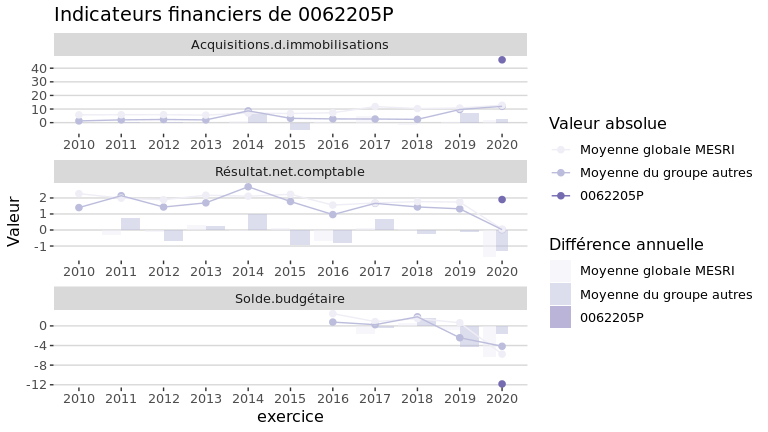 Indicateurs financiers de 0062205P
Acquisitions.d.immobilisations
40
30
20
10
0
2010 2011 2012 2013 2014 2015 2016 2017 2018 2019 2020
Résultat.net.comptable
2
1
0
-1
2010 2011 2012 2013 2014 2015 2016 2017 2018 2019 2020
Solde.budgétaire
0
-4
-8
-12
2010 2011 2012 2013 2014 2015 2016 2017 2018 2019 2020
Valeur
exercice
Valeur absolue
Moyenne globale MESRI
Moyenne du groupe autres
0062205P
Différence annuelle
Moyenne globale MESRI
Moyenne du groupe autres
0062205P